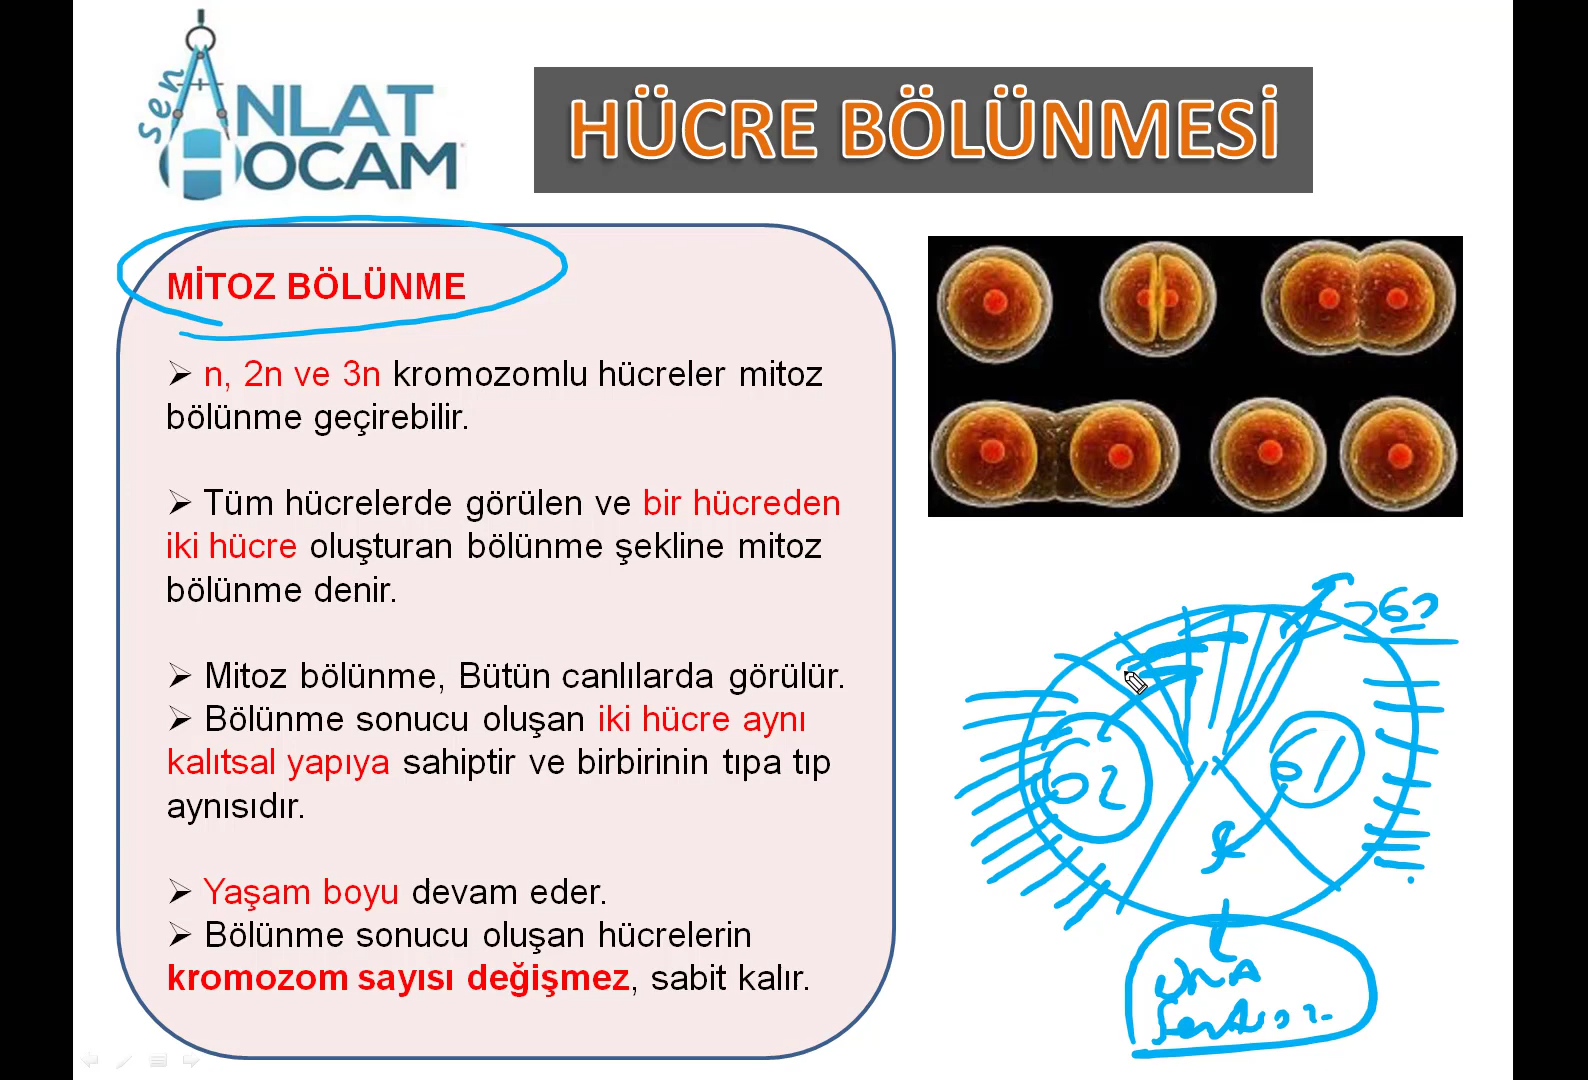 sen
ANLAT
HOCAM
HÜCRE BÖLÜNMESİ
MİTOZ BÖLÜNME
➢ n, 2n ve 3n kromozomlu hücreler mitoz
bölünme geçirebilir.
➢ Tüm hücrelerde görülen ve bir hücreden
iki hücre oluşturan bölünme şekline mitoz
bölünme denir.
➢ Mitoz bölünme, Bütün canlılarda görülür.
➢ Bölünme sonucu oluşan iki hücre aynı
kalıtsal yapıya sahiptir ve birbirinin tıpa tıp
aynısıdır.
➢ Yaşam boyu devam eder.
➢ Bölünme sonucu oluşan hücrelerin
kromozom sayısı değişmez, sabit kalır.
G2
G1
S